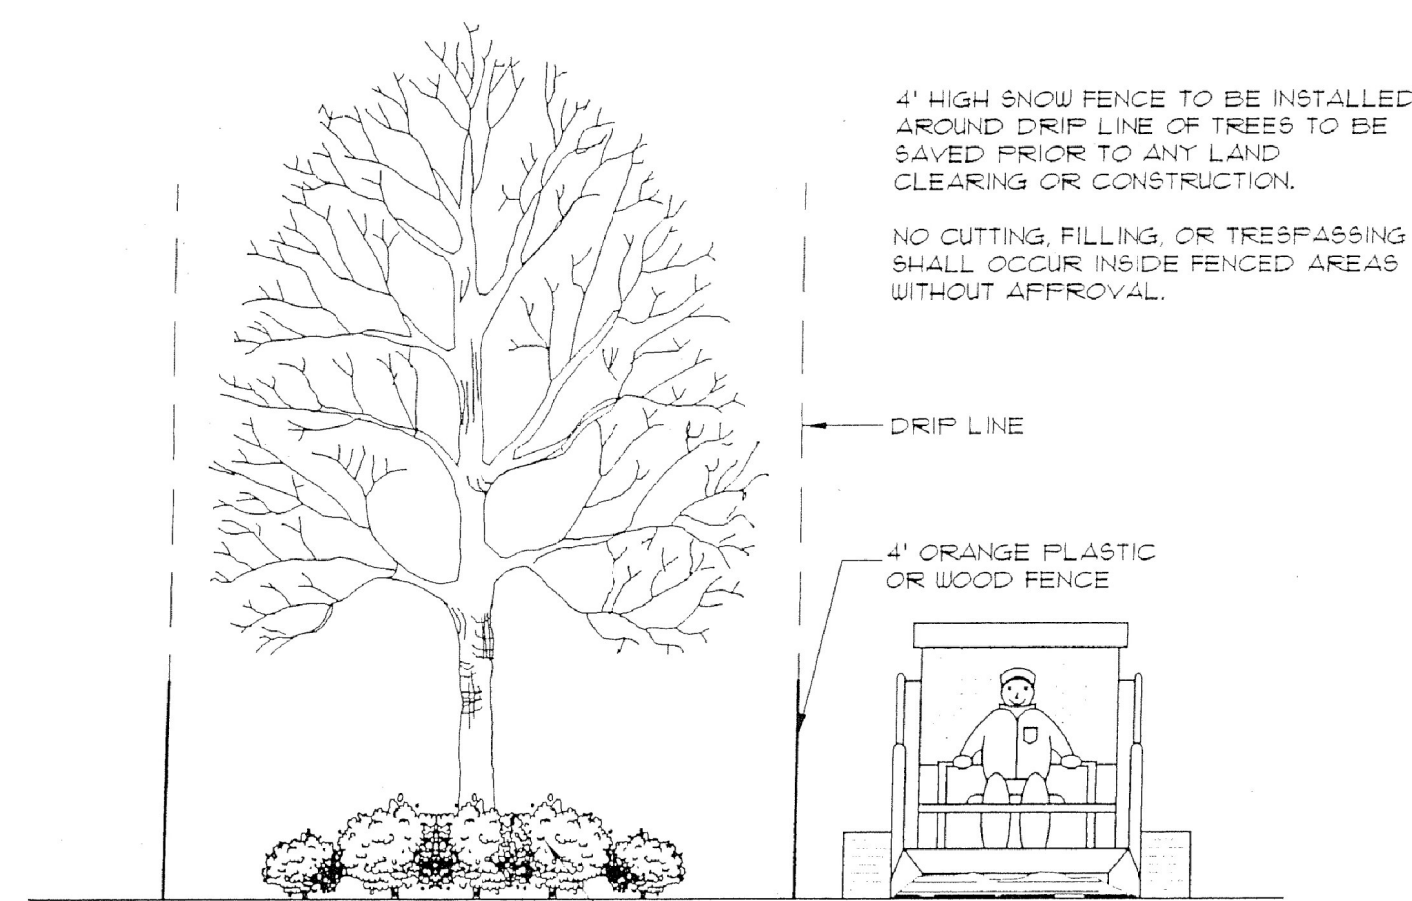 4' HIGH SNOW FENCE TO BE INSTALLED
AROUND DRIP LINE OF TREES TO BE
SAVED PRIOR TO ANY LAND
CLEARING OR CONSTRUCTION.
NO CUTTING, FILLING, OR TRESPASSING
SHALL OCCUR INSIDE FENCED AREAS
WITHOUT APPROVAL.
DRIP LINE
4' ORANGE PLASTIC
OR WOOD FENCE